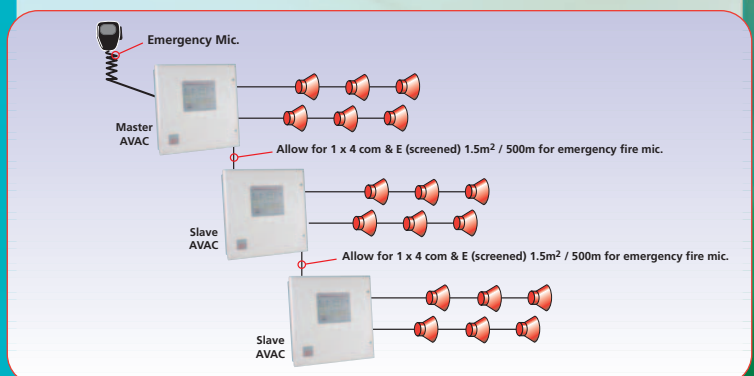 Emergency Mic.
Master
AVAC
Allow for 1 x 4 com & E (screened) 1.5m² / 500m for emergency fire mic.
Slave
AVAC
Allow for 1 x 4 com & E (screened) 1.5m² / 500m for emergency fire mic.
Slave
AVAC